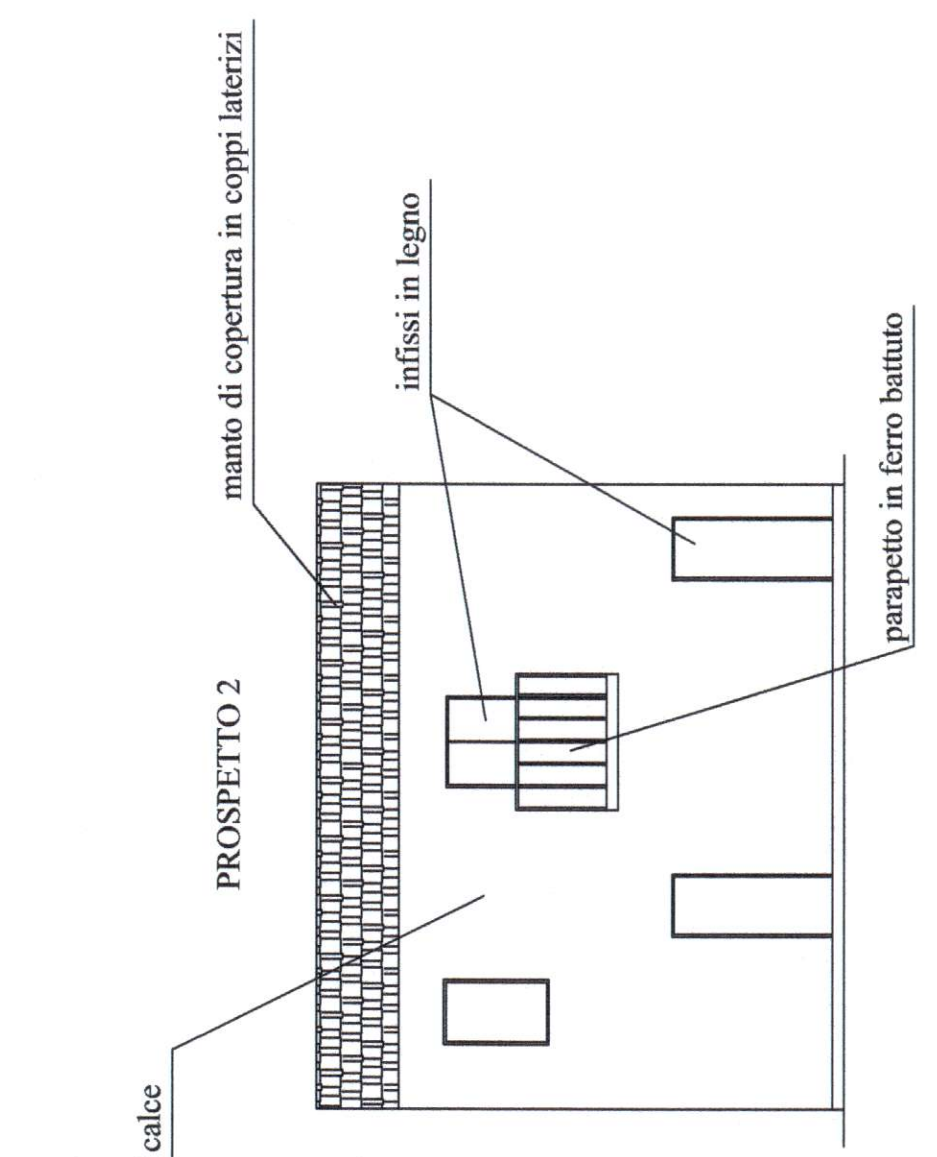 PROSPETTO 2
manto di copertura in coppi laterizi
calce
infissi in legno
parapetto in ferro battuto